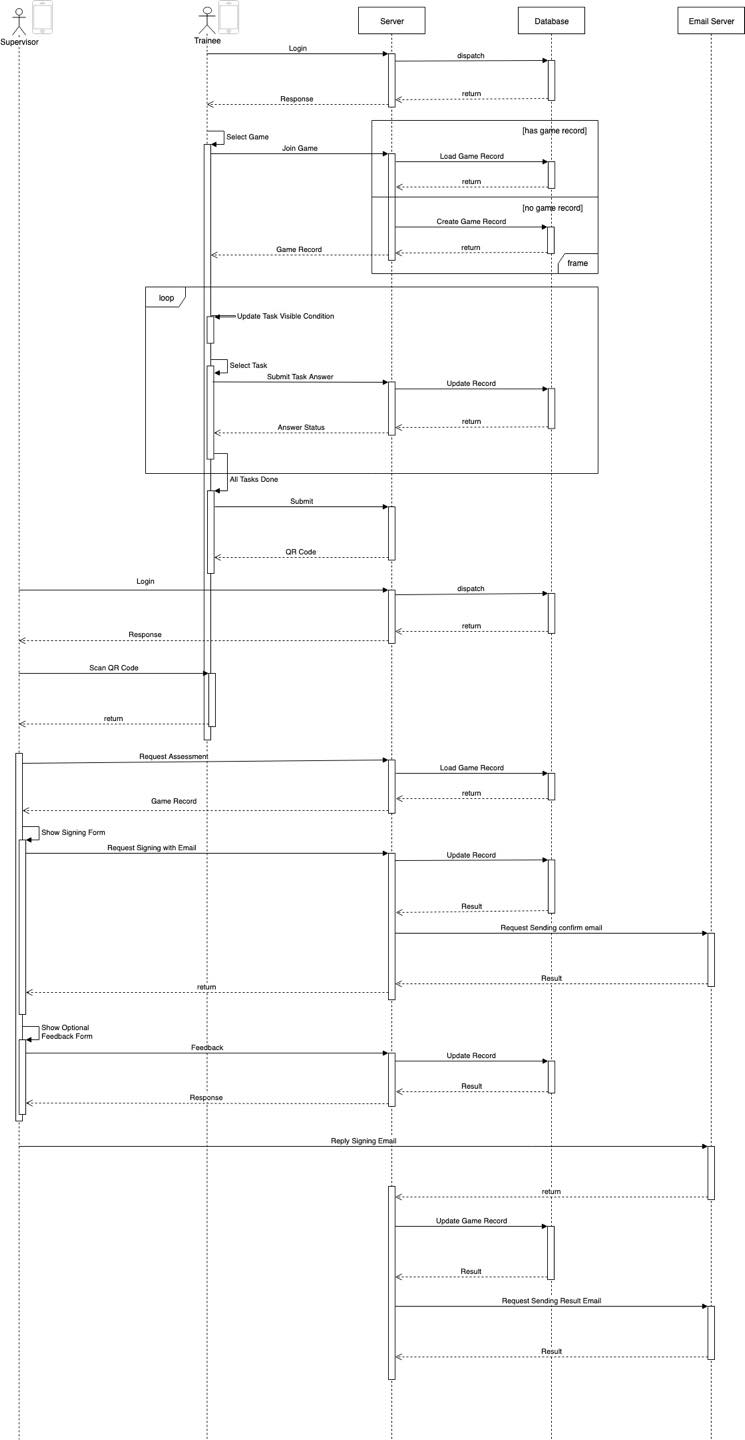 Supervisor
Trainee
Server
Database
Email Server
Login
dispatch
return
Response
[has game record]
Select Game
Join Game
Load Game Record
return
[no game record]
Create Game Record
return
Game Record
frame
loop
Update Task Visible Condition
Select Task
Submit Task Answer
Update Record
return
Answer Status
All Tasks Done
Submit
QR Code
Login
dispatch
return
Response
Scan QR Code
return
Request Assessment
Load Game Record
return
Game Record
Show Signing Form
Request Signing with Email
Update Record
Result
Request Sending confirm email
Result
return
Show Optional
Feedback Form
Feedback
Update Record
Result
Response
Reply Signing Email
return
Update Game Record
Result
Request Sending Result Email
Result